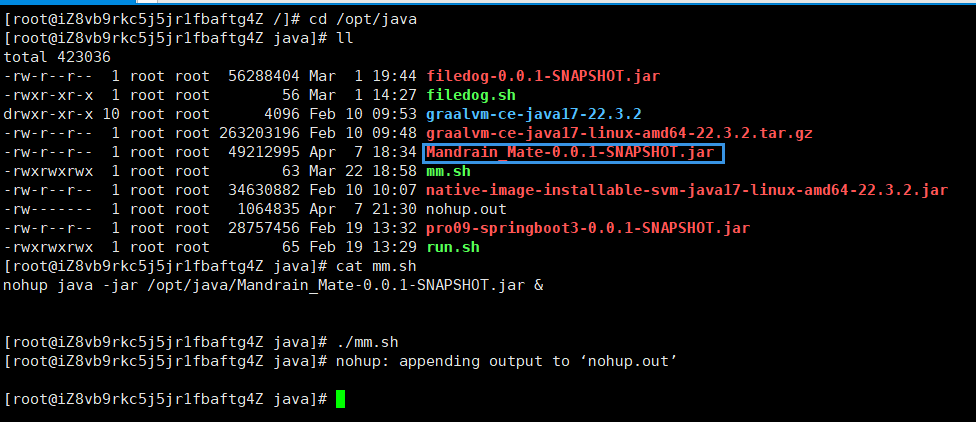 [root@iZ8vb9rkc5j5jr1fbaftg4Z /]# cd /opt/java
[root@iZ8vb9rkc5j5jr1fbaftg4Z java]# ll
total 423036
-rw-r--r--  1 root root  56288404 Mar  1 19:44 filedog-0.0.1-SNAPSHOT.jar
-rwxr-xr-x  1 root root        56 Mar  1 14:27 filedog.sh
drwxr-xr-x 10 root root      4096 Feb 10 09:53 graalvm-ce-java17-22.3.2
-rw-r--r--  1 root root 263203196 Feb 10 09:48 graalvm-ce-java17-linux-amd64-22.3.2.tar.gz
-rw-r--r--  1 root root  49212995 Apr  7 18:34 Mandrain_Mate-0.0.1-SNAPSHOT.jar
-rwxrwxrwx  1 root root        63 Mar 22 18:58 mm.sh
-rw-r--r--  1 root root  34630882 Feb 10 10:07 native-image-installable-svm-java17-linux-amd64-22.3.2.jar
-rw-------  1 root root   1064835 Apr  7 21:30 nohup.out
-rw-r--r--  1 root root  28757456 Feb 19 13:32 pro09-springboot3-0.0.1-SNAPSHOT.jar
-rwxrwxrwx  1 root root        65 Feb 19 13:29 run.sh
[root@iZ8vb9rkc5j5jr1fbaftg4Z java]# cat mm.sh
nohup java -jar /opt/java/Mandrain_Mate-0.0.1-SNAPSHOT.jar &
[root@iZ8vb9rkc5j5jr1fbaftg4Z java]# ./mm.sh
[root@iZ8vb9rkc5j5jr1fbaftg4Z java]# nohup: appending output to ‘nohup.out’
[root@iZ8vb9rkc5j5jr1fbaftg4Z java]#